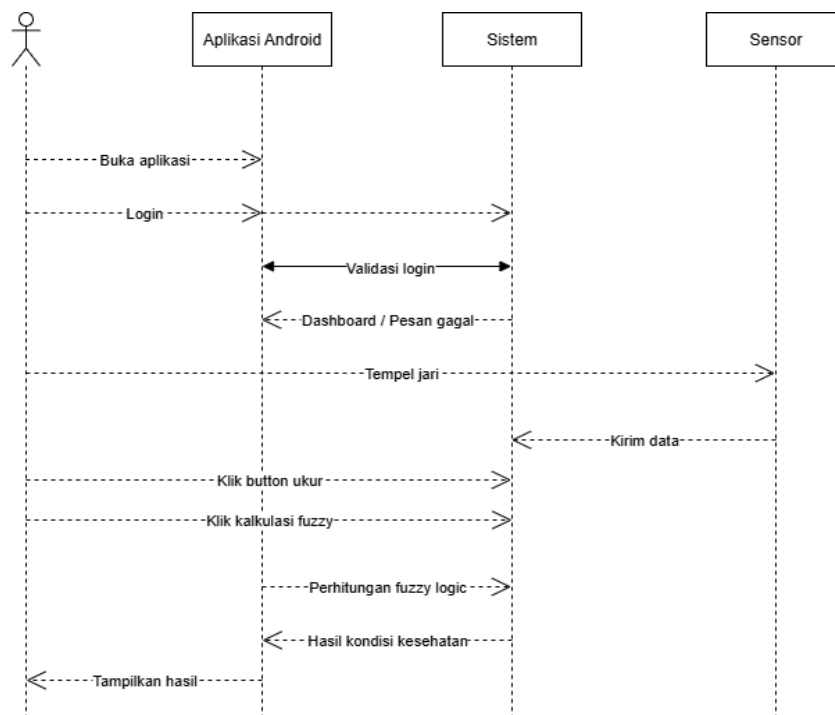 Aplikasi Android
Sistem
Sensor
Buka aplikasi
Login
Validasi login
Dashboard / Pesan gagal
Tempel jari
Kirim data
Klik button ukur
Klik kalkulasi fuzzy
Perhitungan fuzzy logic
Hasil kondisi kesehatan
Tampilkan hasil